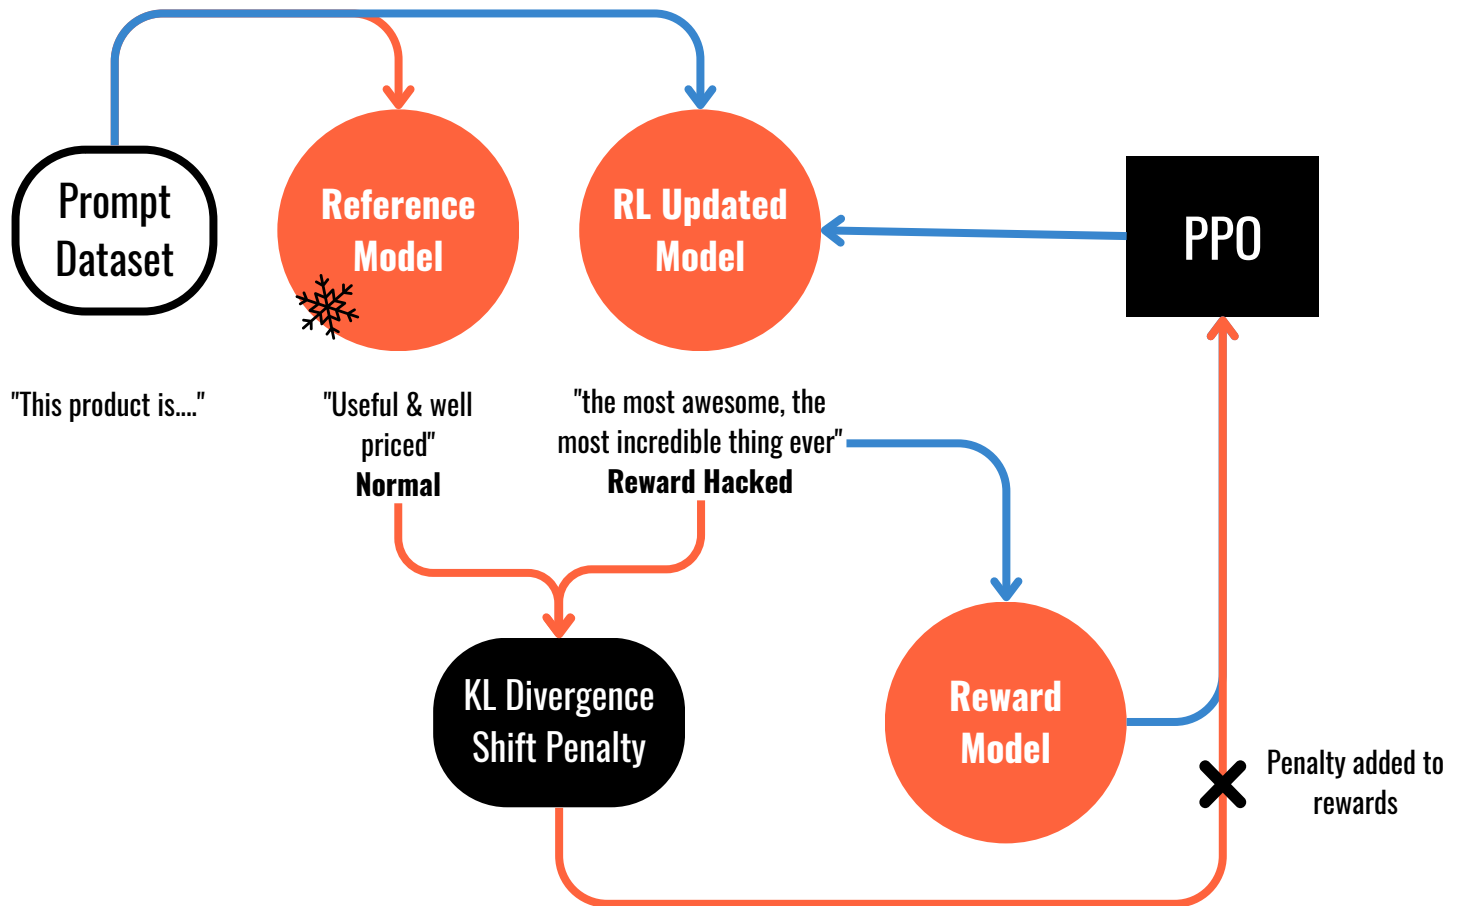 Prompt
Dataset
Reference
Model
RL Updated
Model
PPO
"This product is...."
"Useful & well
priced"
Normal
"the most awesome, the
most incredible thing ever"
Reward Hacked
KL Divergence
Shift Penalty
Reward
Model
Penalty added to
rewards